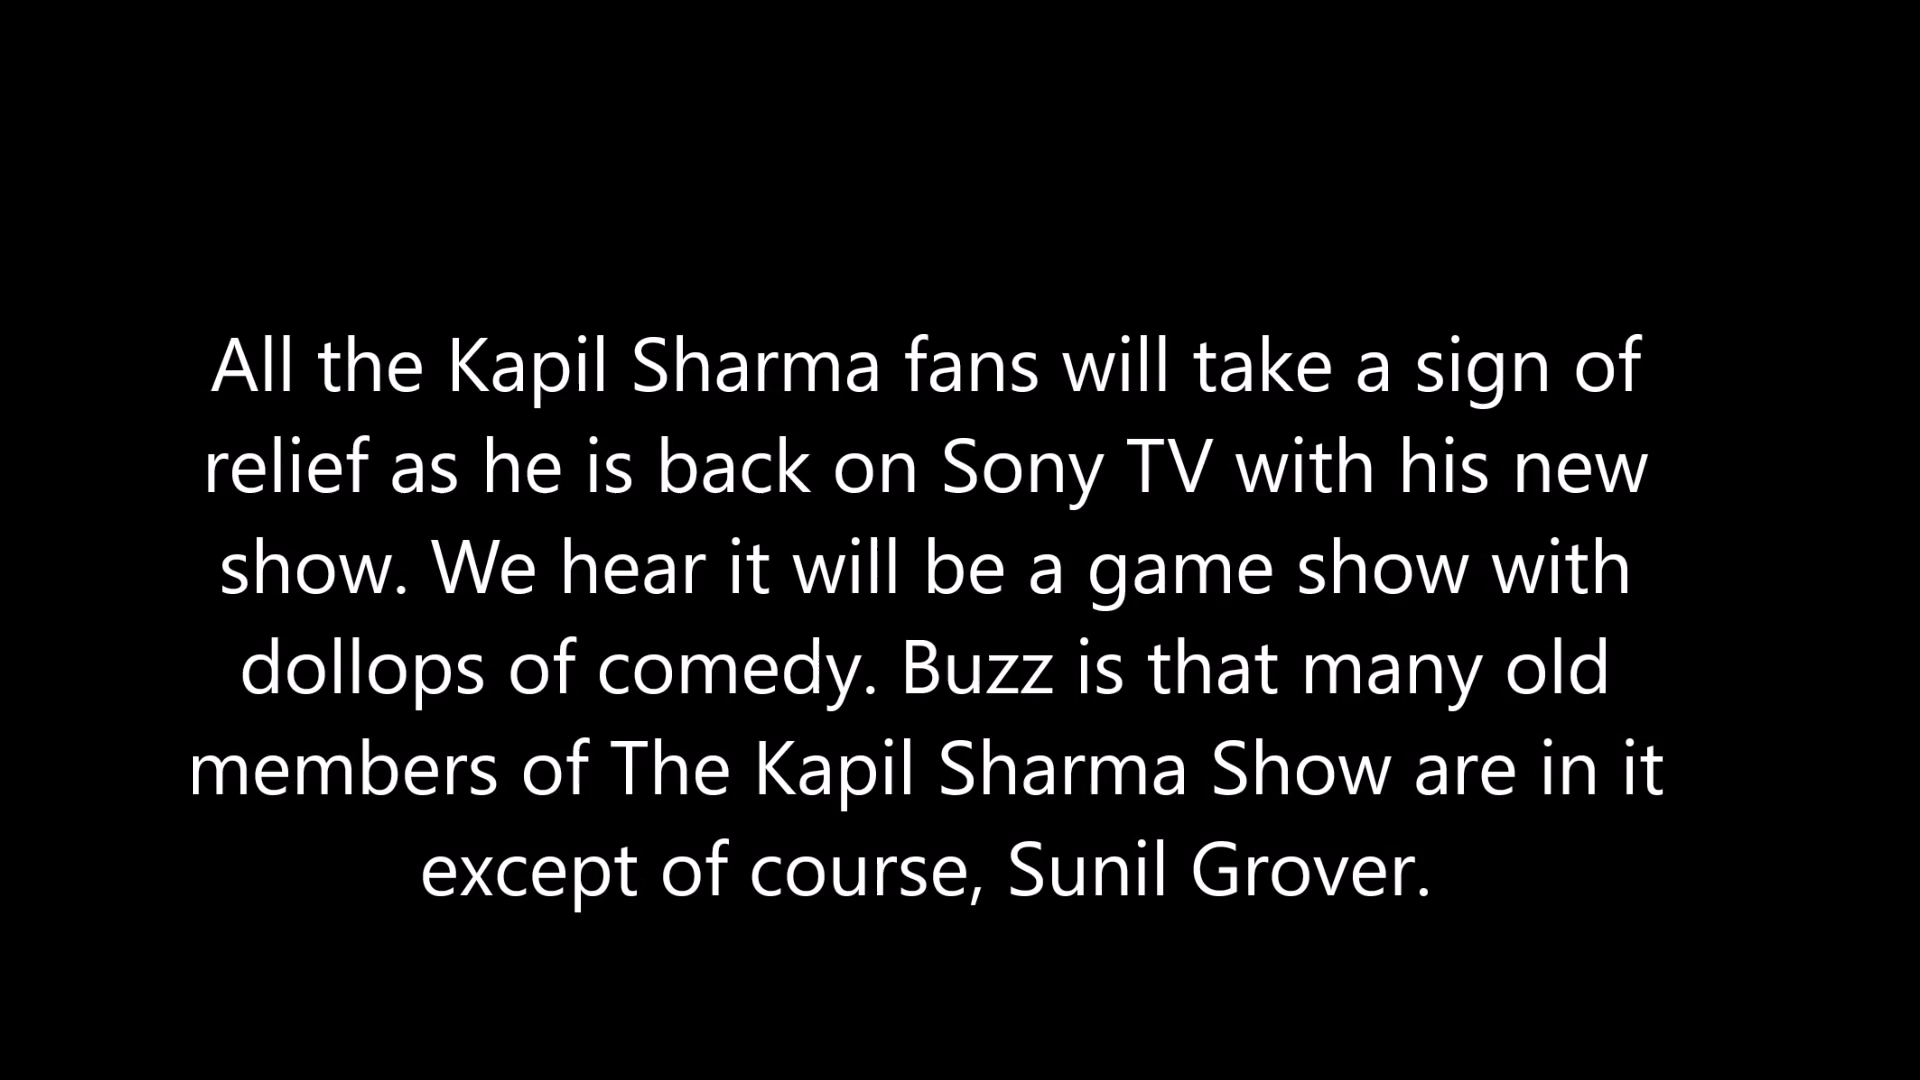 All the Kapil Sharma fans will take a sign of
relief as he is back on Sony TV with his new
show. We hear it will be a game show with
dollops of comedy. Buzz is that many old
members of The Kapil Sharma Show are in it
except of course, Sunil Grover.